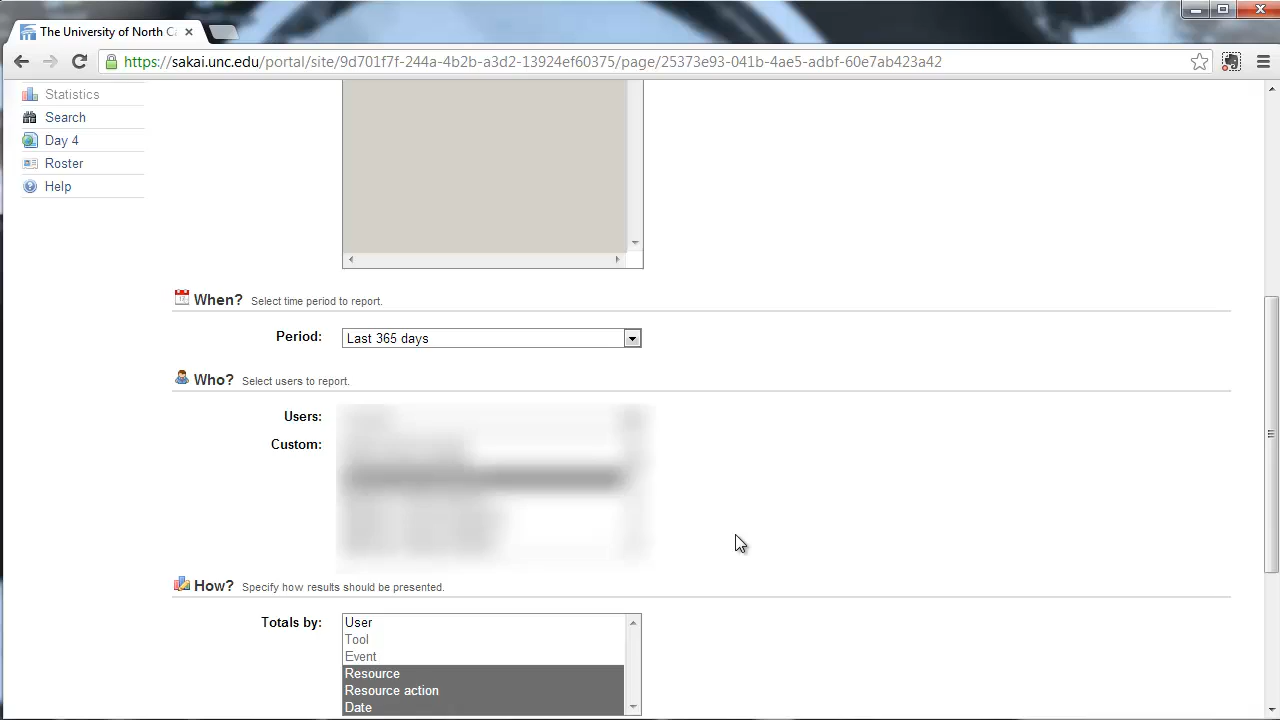 The University of North C
https://sakai.unc.edu/portal/site/9d701f7f-244a-4b2b-a3d2-139248f60375/page/25373e93-041b-4ae5-adbf-60e7ab423a42
Statistics
Search
Day 4
Roster
Help
When? Select time period to report.
Period: Last 365 days
Who? Select users to report.
Users:
Custom:
How? Specify how results should be presented.
Totals by: User
Tool
Event
Resource
Resource action
Date